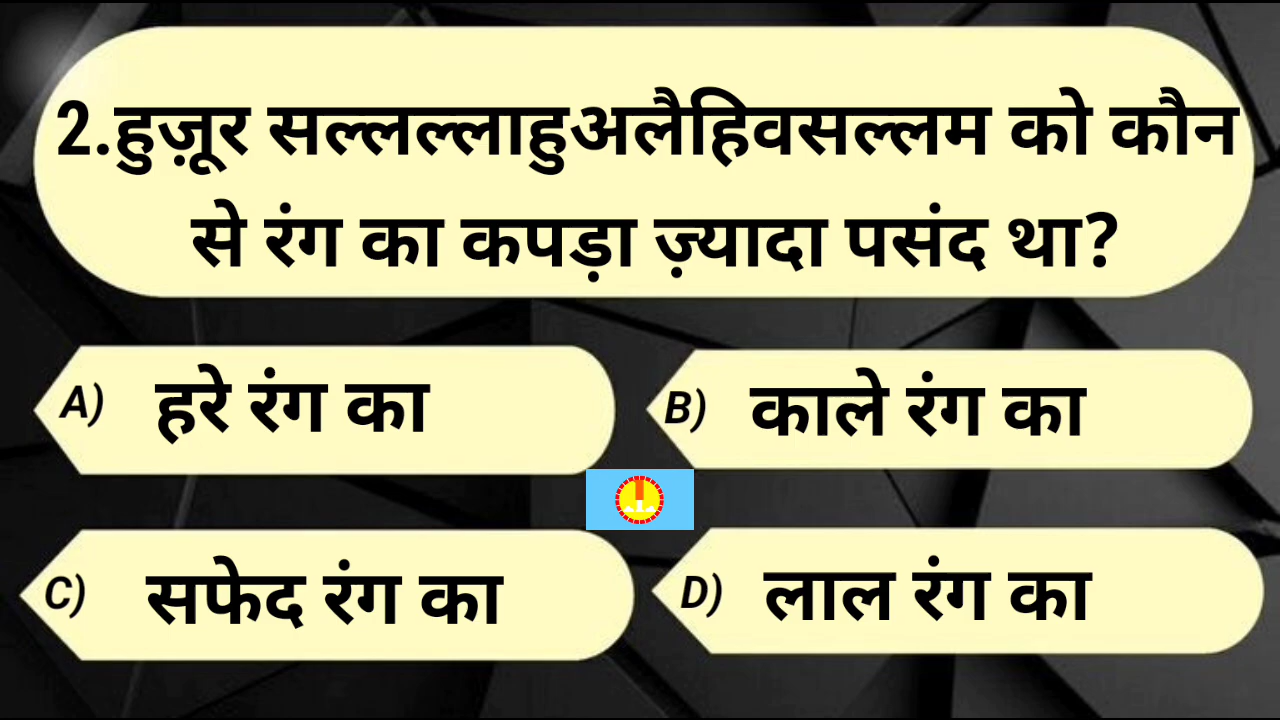 2.हुज़ूर सल्लल्लाहुअलैहिवसल्लम को कौन
से रंग का कपड़ा ज़्यादा पसंद था?
A) हरे रंग का
B) काले रंग का
C) सफेद रंग का
D) लाल रंग का